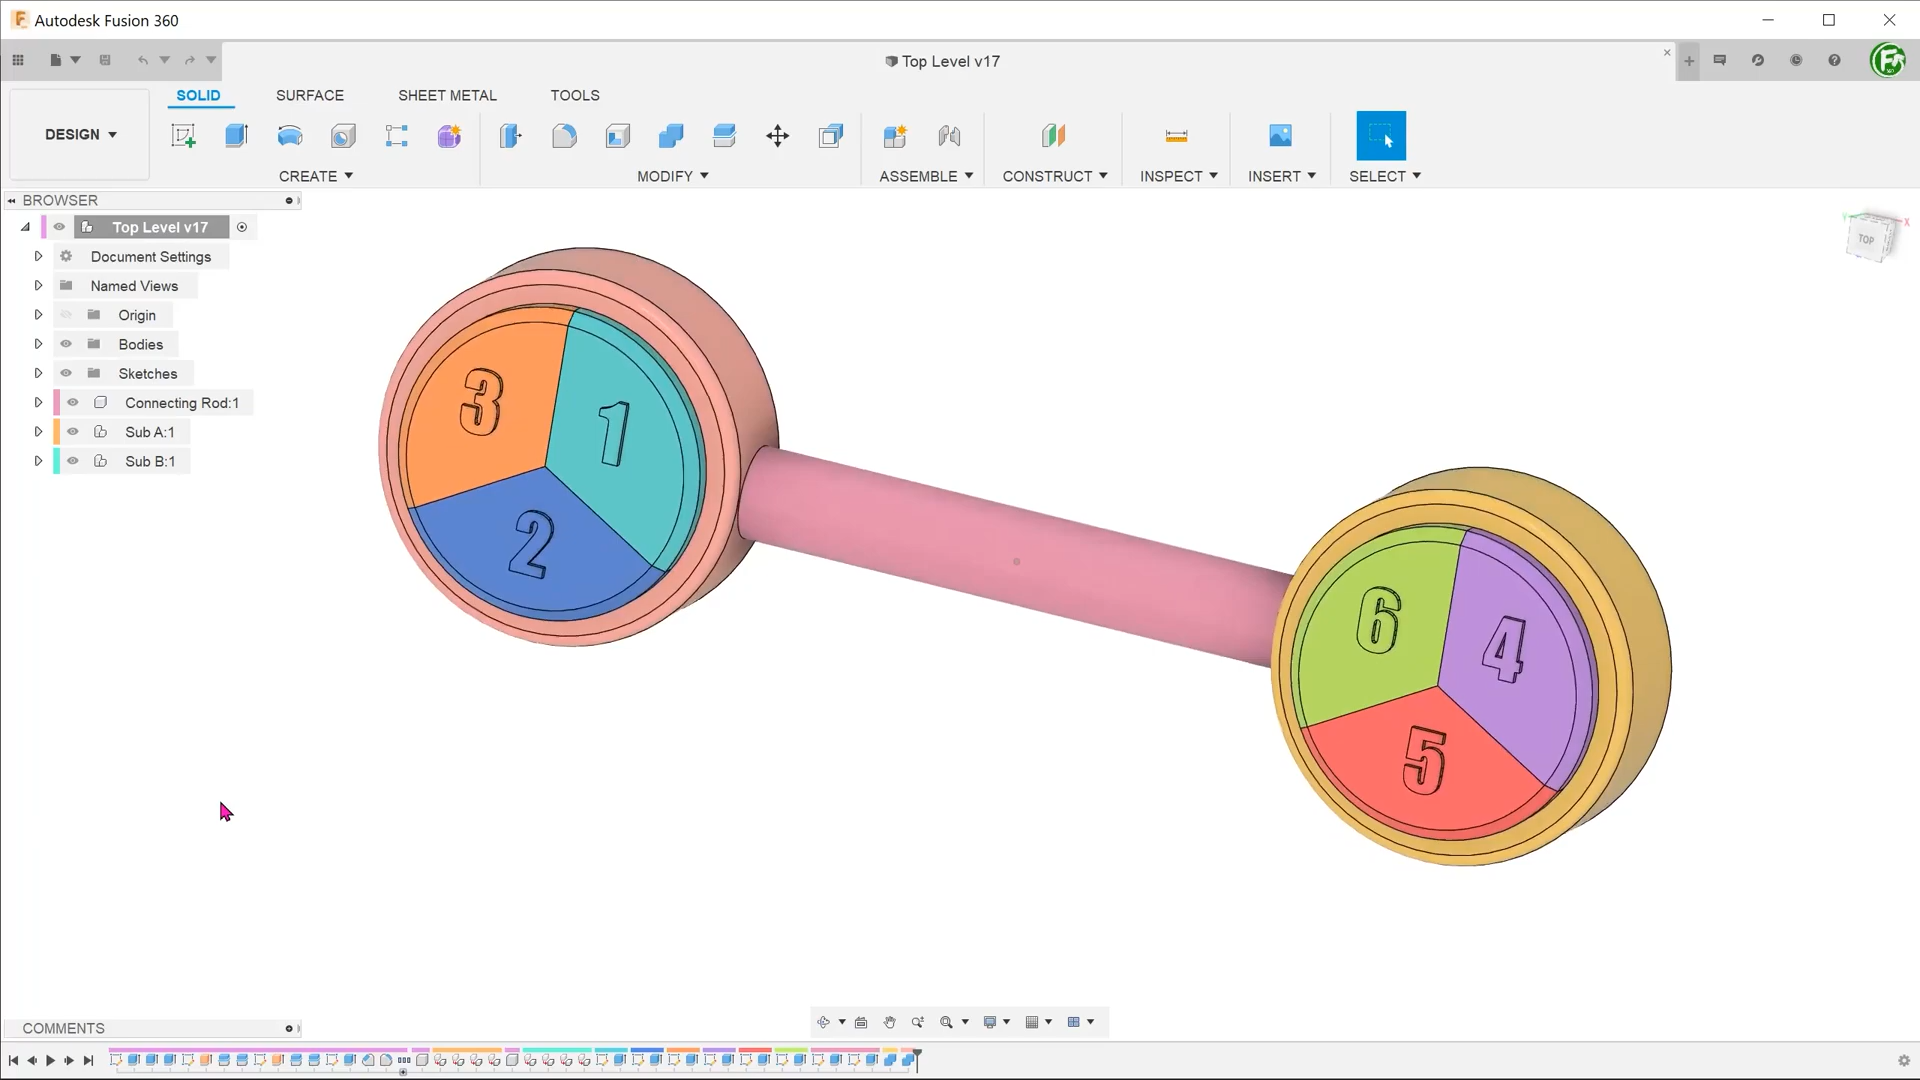 Autodesk Fusion 360
Top Level v17
SOLID SURFACE SHEET METAL TOOLS
DESIGN
CREATE MODIFY ASSEMBLE CONSTRUCT INSPECT INSERT SELECT
BROWSER
Top Level v17
Document Settings
Named Views
Origin
Bodies
Sketches
Connecting Rod:1
Sub A:1
Sub B:1
TOP
X
3
1
2
6
4
5
COMMENTS